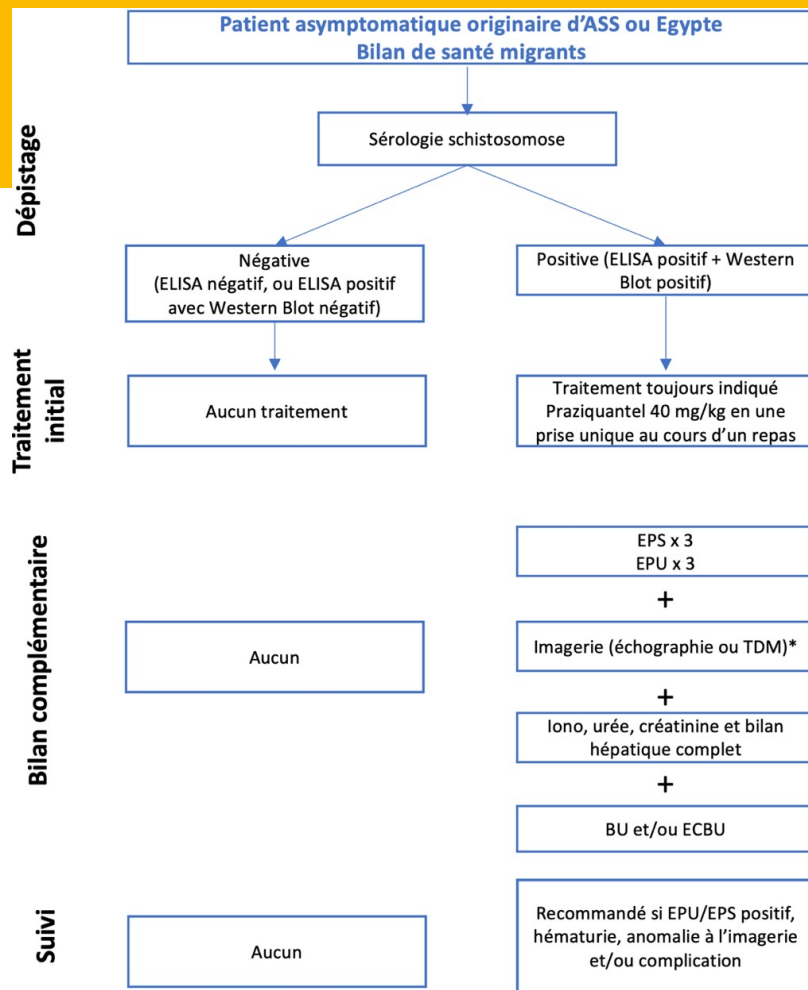 Patient asymptomatique originaire d’ASS ou Egypte
Bilan de santé migrants
Dépistage
Sérologie schistosomose
Négative
(ELISA négatif, ou ELISA positif
avec Western Blot négatif)
Positive (ELISA positif + Western
Blot positif)
Traitement
initial
Aucun traitement
Traitement toujours indiqué
Praziquantel 40 mg/kg en une
prise unique au cours d’un repas
Bilan complémentaire
Aucun
EPS x 3
EPU x 3
+
Imagerie (échographie ou TDM)*
+
Iono, urée, créatinine et bilan
hépatique complet
+
BU et/ou ECBU
Suivi
Aucun
Recommandé si EPU/EPS positif,
hématurie, anomalie à l’imagerie
et/ou complication